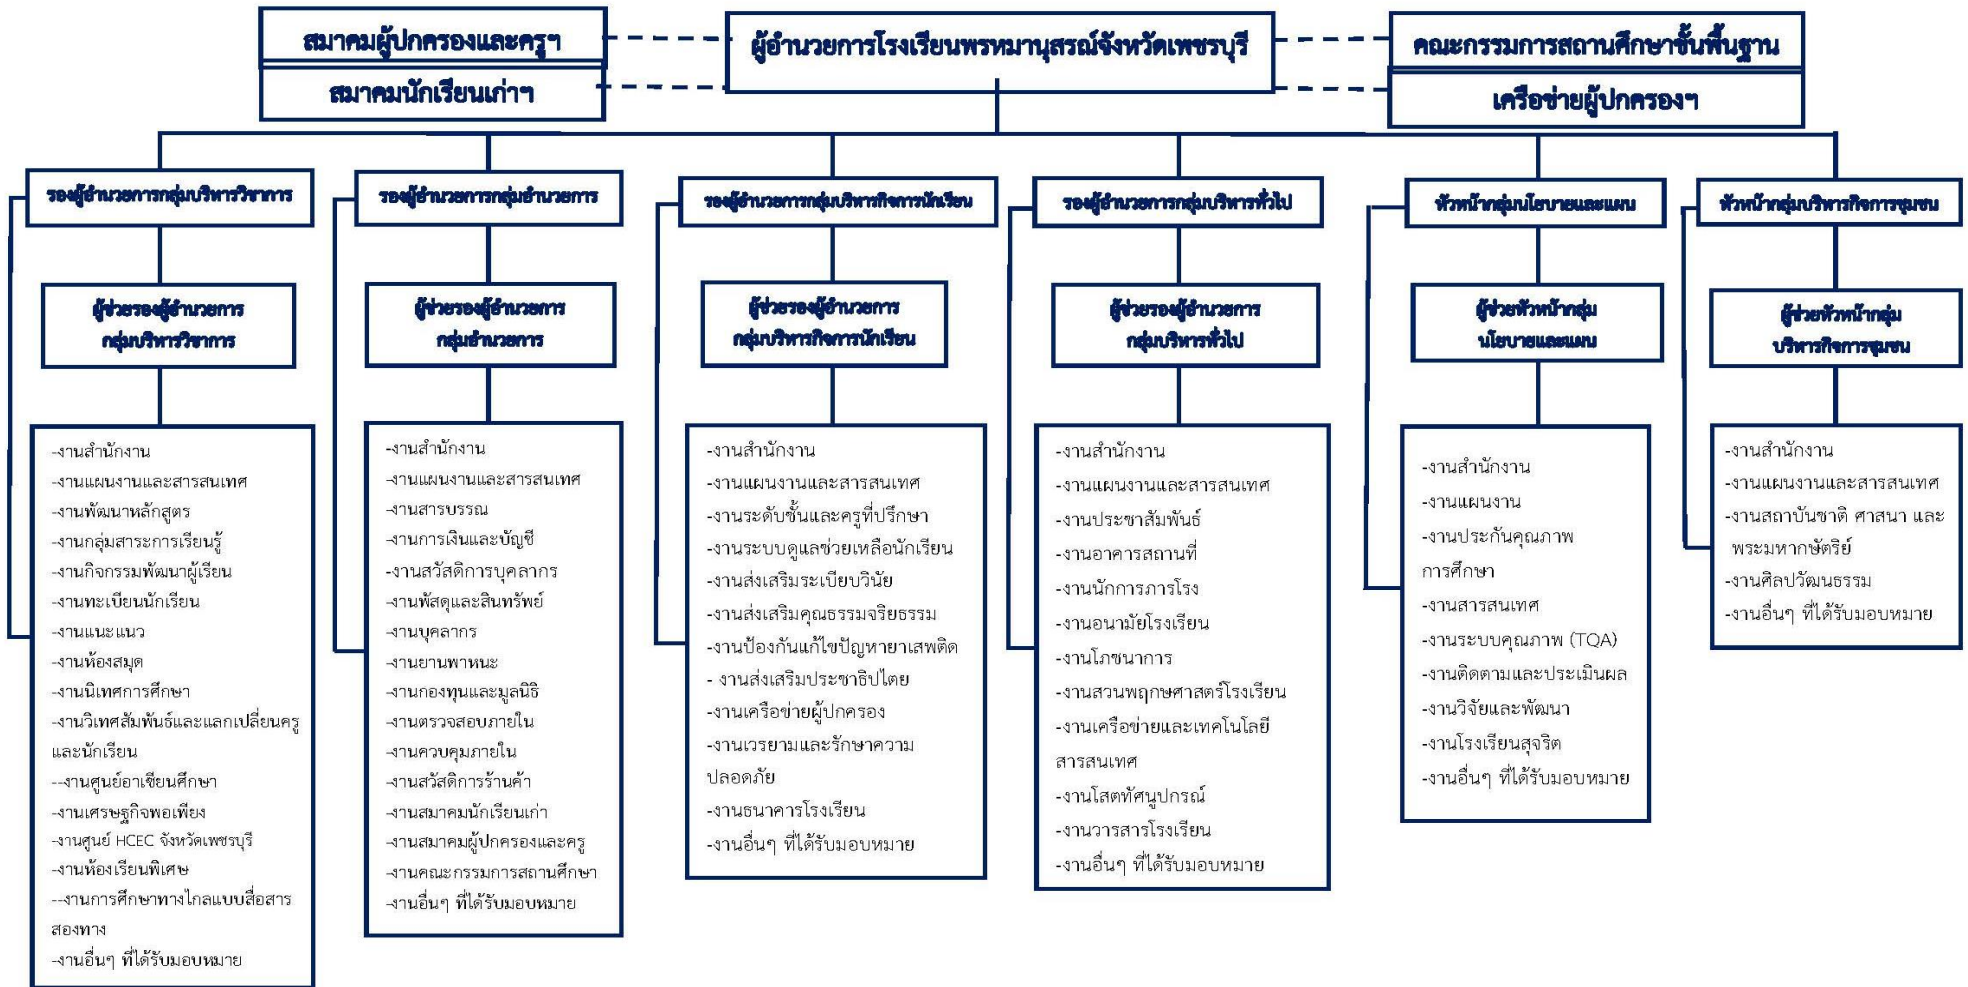 สมาคมผู้ปกครองและครูฯ
สมาคมนักเรียนเก่าฯ
ผู้อำนวยการโรงเรียนพรหมานุสรณ์จังหวัดเพชรบุรี
คณะกรรมการสถานศึกษาขั้นพื้นฐาน
เครือข่ายผู้ปกครองฯ
รองผู้อำนวยการกลุ่มบริหารวิชาการ
ผู้ช่วยรองผู้อำนวยการ
กลุ่มบริหารวิชาการ
-งานสำนักงาน
-งานแผนงานและสารสนเทศ
-งานพัฒนาหลักสูตร
-งานกลุ่มสาระการเรียนรู้
-งานกิจกรรมพัฒนาผู้เรียน
-งานทะเบียนนักเรียน
-งานแนะแนว
-งานห้องสมุด
-งานนิเทศการศึกษา
-งานวิเทศสัมพันธ์และแลกเปลี่ยนครู
และนักเรียน
--งานศูนย์อาเซียนศึกษา
-งานเศรษฐกิจพอเพียง
-งานศูนย์ HCEC จังหวัดเพชรบุรี
-งานห้องเรียนพิเศษ
--งานการศึกษาทางไกลแบบสื่อสาร
สองทาง
-งานอื่นๆ ที่ได้รับมอบหมาย
รองผู้อำนวยการกลุ่มอำนวยการ
ผู้ช่วยรองผู้อำนวยการ
กลุ่มอำนวยการ
-งานสำนักงาน
-งานแผนงานและสารสนเทศ
-งานสารบรรณ
-งานการเงินและบัญชี
-งานสวัสดิการบุคลากร
-งานพัสดุและสินทรัพย์
-งานบุคลากร
-งานยานพาหนะ
-งานกองทุนและมูลนิธิ
-งานตรวจสอบภายใน
-งานควบคุมภายใน
-งานสวัสดิการร้านค้า
-งานสมาคมนักเรียนเก่า
-งานสมาคมผู้ปกครองและครู
-งานคณะกรรมการสถานศึกษา
-งานอื่นๆ ที่ได้รับมอบหมาย
รองผู้อำนวยการกลุ่มบริหารกิจการนักเรียน
ผู้ช่วยรองผู้อำนวยการ
กลุ่มบริหารกิจการนักเรียน
-งานสำนักงาน
-งานแผนงานและสารสนเทศ
-งานระดับชั้นและครูที่ปรึกษา
-งานระบบดูแลช่วยเหลือนักเรียน
-งานส่งเสริมระเบียบวินัย
-งานส่งเสริมคุณธรรมจริยธรรม
-งานป้องกันแก้ไขปัญหายาเสพติด
- งานส่งเสริมประชาธิปไตย
-งานเครือข่ายผู้ปกครอง
-งานเวรยามและรักษาความ
ปลอดภัย
-งานธนาคารโรงเรียน
-งานอื่นๆ ที่ได้รับมอบหมาย
รองผู้อำนวยการกลุ่มบริหารทั่วไป
ผู้ช่วยรองผู้อำนวยการ
กลุ่มบริหารทั่วไป
-งานสำนักงาน
-งานแผนงานและสารสนเทศ
-งานประชาสัมพันธ์
-งานอาคารสถานที่
-งานนักการภารโรง
-งานอนามัยโรงเรียน
-งานโภชนาการ
-งานสวนพฤกษศาสตร์โรงเรียน
-งานเครือข่ายและเทคโนโลยี
สารสนเทศ
-งานโสตทัศนูปกรณ์
-งานวารสารโรงเรียน
-งานอื่นๆ ที่ได้รับมอบหมาย
หัวหน้ากลุ่มนโยบายและแผน
ผู้ช่วยหัวหน้ากลุ่ม
นโยบายและแผน
-งานสำนักงาน
-งานแผนงาน
-งานประกันคุณภาพ
การศึกษา
-งานสารสนเทศ
-งานระบบคุณภาพ (TQA)
-งานติดตามและประเมินผล
-งานวิจัยและพัฒนา
-งานโรงเรียนสุจริต
-งานอื่นๆ ที่ได้รับมอบหมาย
หัวหน้ากลุ่มบริหารกิจการชุมชน
ผู้ช่วยหัวหน้ากลุ่ม
บริหารกิจการชุมชน
-งานสำนักงาน
-งานแผนงานและสารสนเทศ
-งานสถาบันชาติ ศาสนา และ
พระมหากษัตริย์
-งานศิลปวัฒนธรรม
-งานอื่นๆ ที่ได้รับมอบหมาย